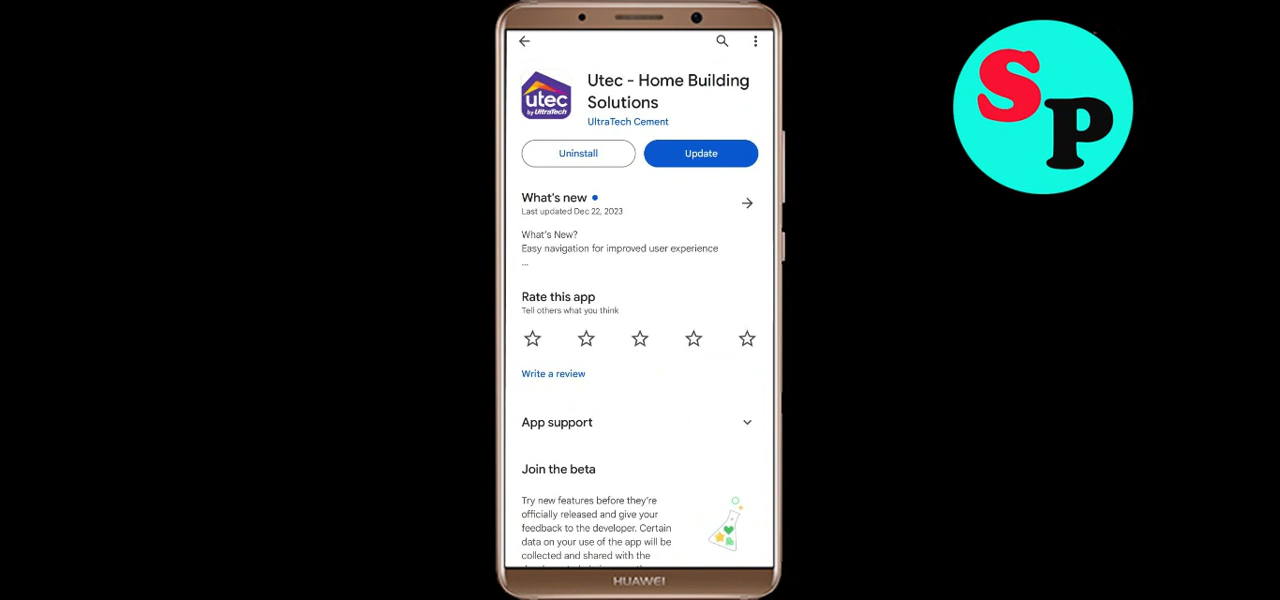 utec
by UltraTech
Utec - Home Building
Solutions
UltraTech Cement
Uninstall
Update
What's new
Last updated Dec 22, 2023
What's New?
Easy navigation for improved user experience
...
Rate this app
Tell others what you think
Write a review
App support
Join the beta
Try new features before they're
officially released and give your
feedback to the developer. Certain
data on your use of the app will be
collected and shared with the
HUAWEI
SP